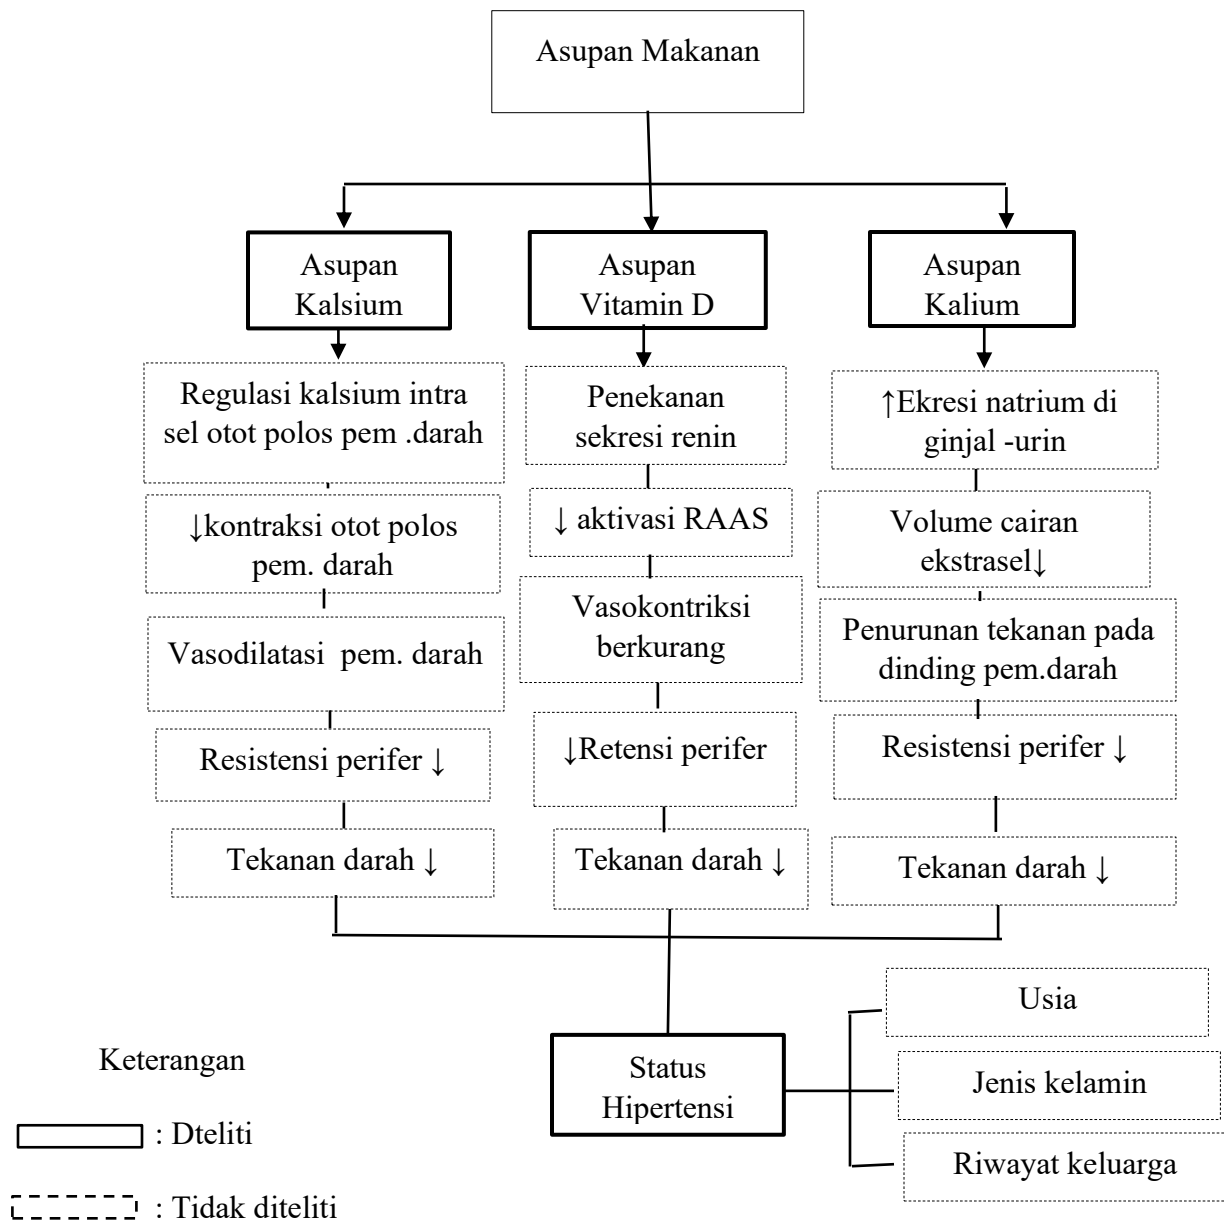 Asupan Makanan
Asupan
Kalsium
Asupan
Vitamin D
Asupan
Kalium
Regulasi kalsium intra
sel otot polos pem .darah
Penekanan
sekresi renin
↑Ekresi natrium di
ginjal -urin
↓kontraksi otot polos
pem. darah
↓ aktivasi RAAS
Volume cairan
ekstrasel↓
Vasodilatasi pem. darah
Vasokontriksi
berkurang
Penurunan tekanan pada
dinding pem.darah
Resistensi perifer ↓
↓Retensi perifer
Resistensi perifer ↓
Tekanan darah ↓
Tekanan darah ↓
Tekanan darah ↓
Status
Hipertensi
Usia
Jenis kelamin
Riwayat keluarga
Keterangan
: Dteliti
: Tidak diteliti